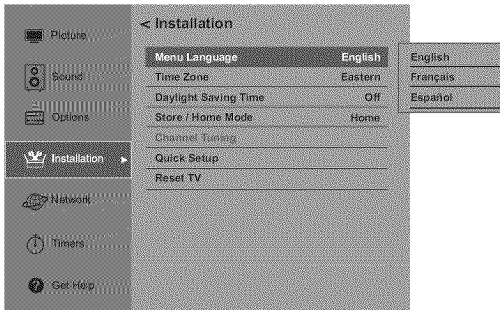 Picture
Sound
Options
Installation
Network
Timers
Get Help
< Installation
Menu Language English
Time Zone Eastern
Daylight Saving Time Off
Store / Home Mode Home
Channel Tuning
Quick Setup
Reset TV
English
Français
Español